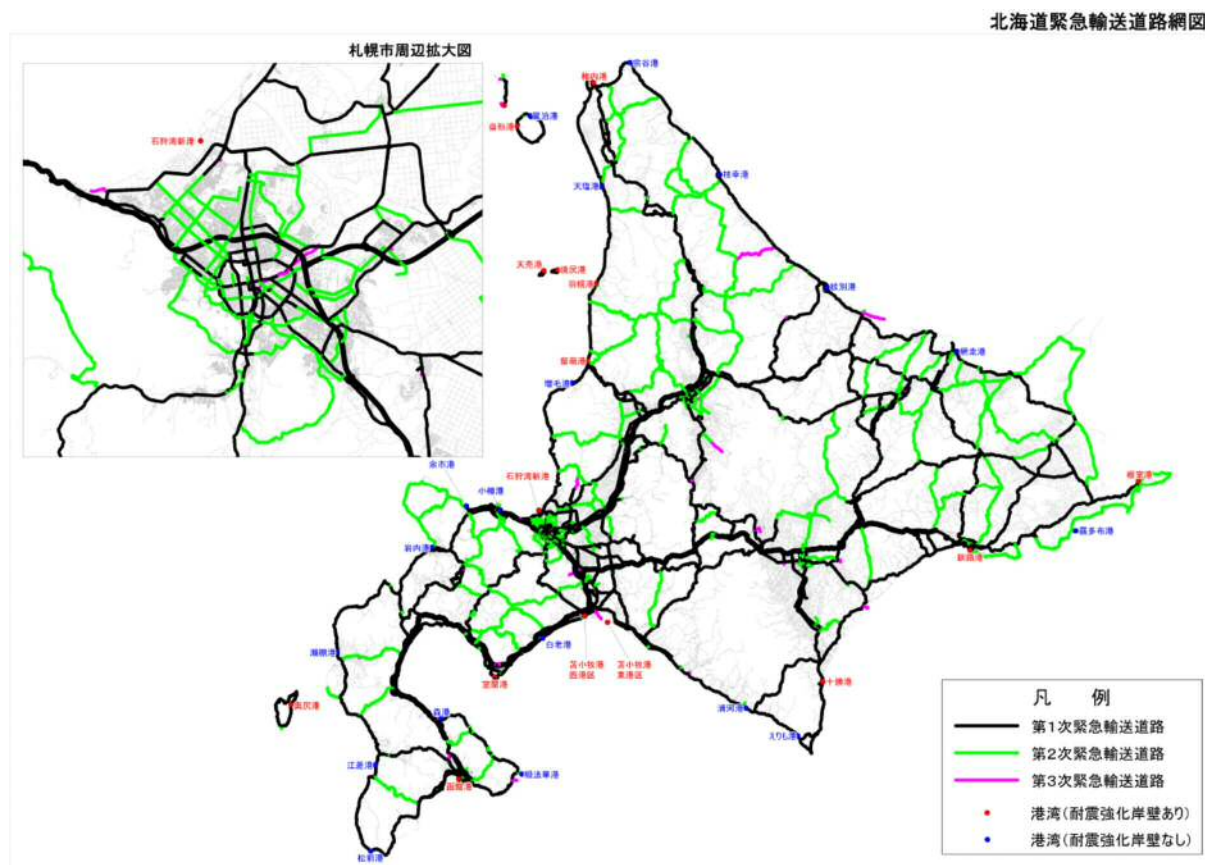 北海道緊急輸送道路網図
札幌市周辺拡大図
石狩湾新港
稚内港
宗谷港
鴛泊港
沓形港
天塩港
枝幸港
天売港
焼尻港
羽幌港
紋別港
留萌港
増毛港
網走港
余市港
小樽港
石狩湾新港
根室港
霧多布港
岩内港
釧路港
瀬棚港
白老港
室蘭港
苫小牧港
西港区
苫小牧港
東港区
十勝港
奥尻港
浦河港
森港
えりも港
江差港
函館港
椴法華港
松前港
凡 例
第1次緊急輸送道路
第2次緊急輸送道路
第3次緊急輸送道路
港湾(耐震強化岸壁あり)
港湾(耐震強化岸壁なし)